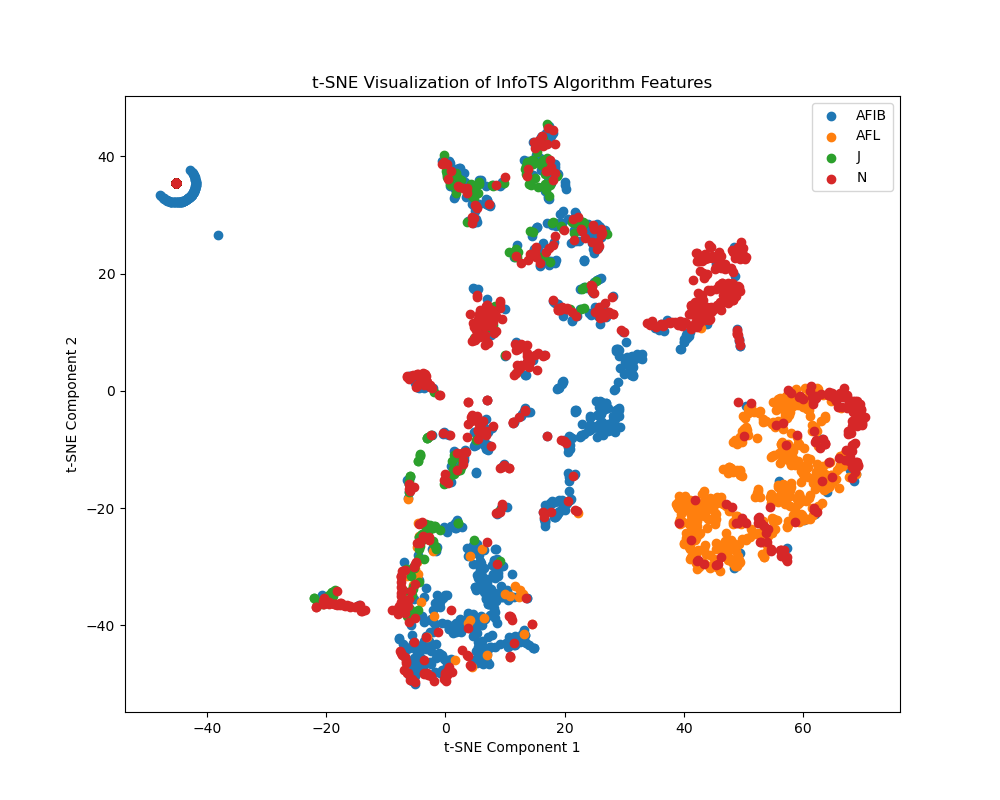 t-SNE Visualization of InfoTS Algorithm Features
AFIB
AFL
J
N
40
20
0
−20
−40
t-SNE Component 2
−40
−20
0
20
40
60
t-SNE Component 1